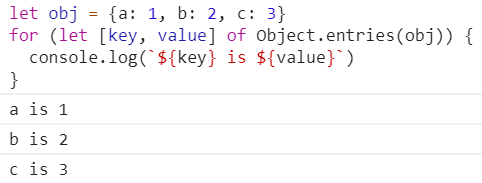 let obj = {a: 1, b: 2, c: 3}
for (let [key, value] of Object.entries(obj)) {
  console.log(`${key} is ${value}`)
}
a is 1
b is 2
c is 3